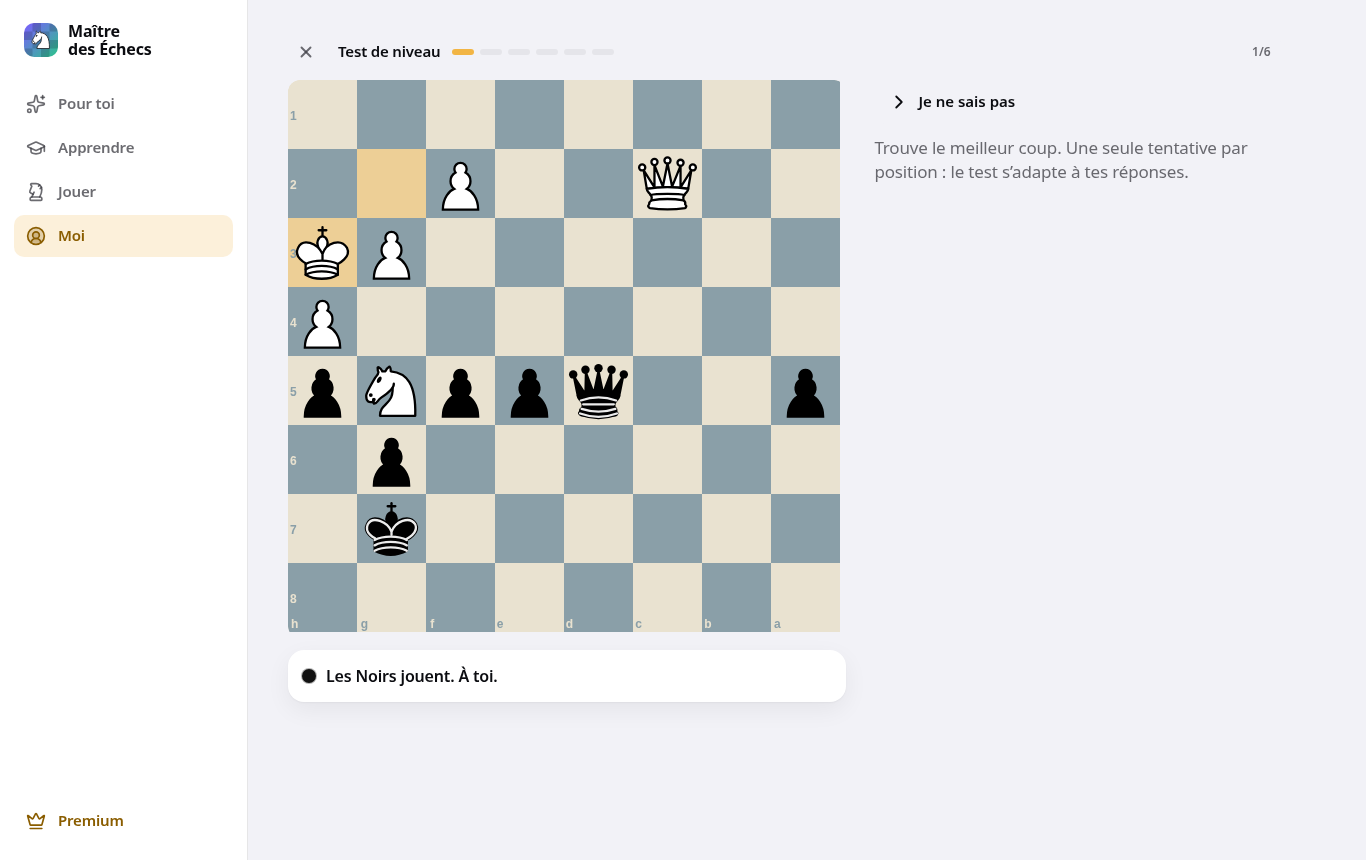 Maître
des Échecs
Pour toi
Apprendre
Jouer
Moi
Premium
Test de niveau
1/6
1
2
3
4
5
6
7
8
h g f e d c b a
Les Noirs jouent. À toi.
Je ne sais pas
Trouve le meilleur coup. Une seule tentative par
position : le test s’adapte à tes réponses.